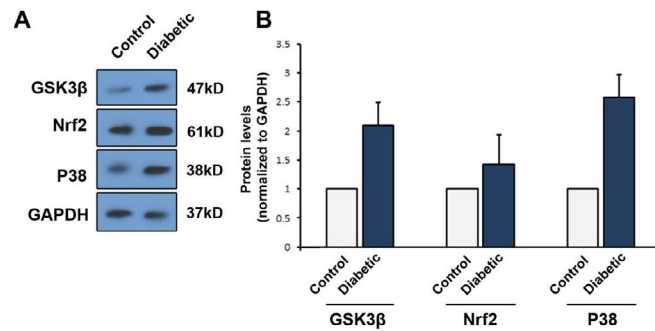 A
Control
Diabetic
GSK3β 47kD
Nrf2 61kD
P38 38kD
GAPDH 37kD
B
Protein levels
(normalized to GAPDH)
3.5
3
2.5
2
1.5
1
0.5
0
Control
Diabetic
Control
Diabetic
Control
Diabetic
GSK3β Nrf2 P38